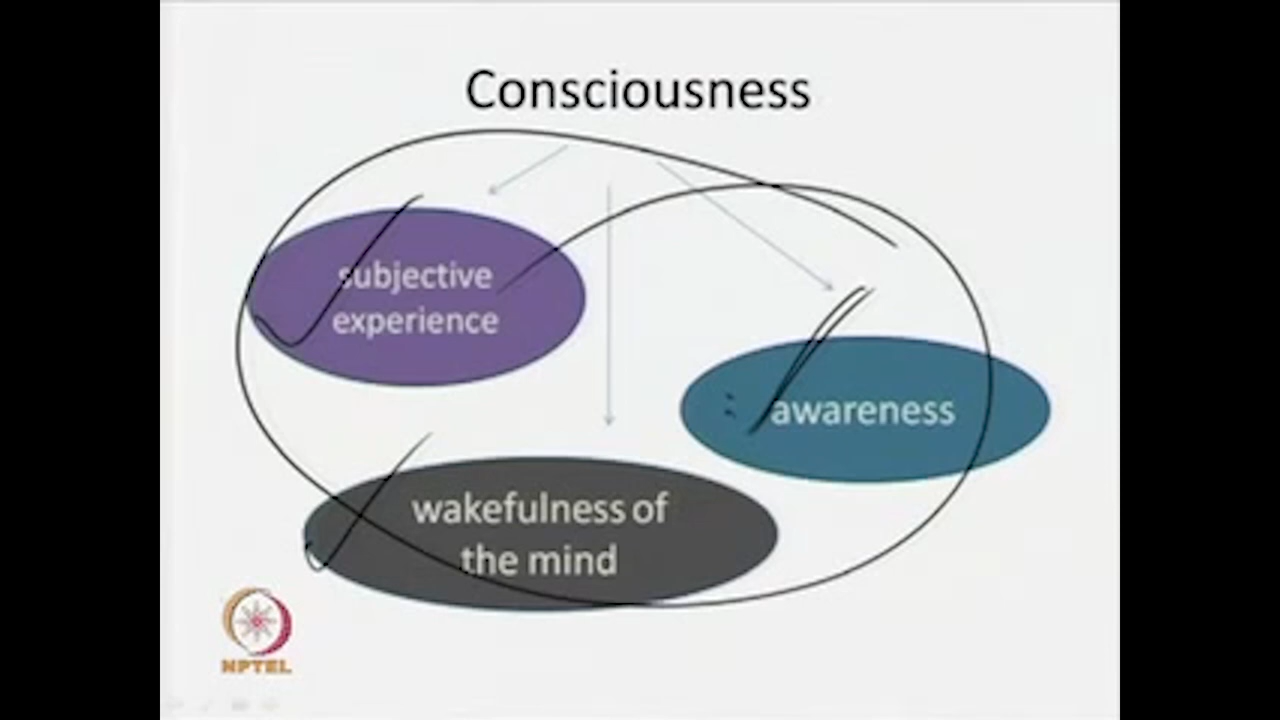 Consciousness
subjective
experience
awareness
wakefulness of
the mind
NPTEL